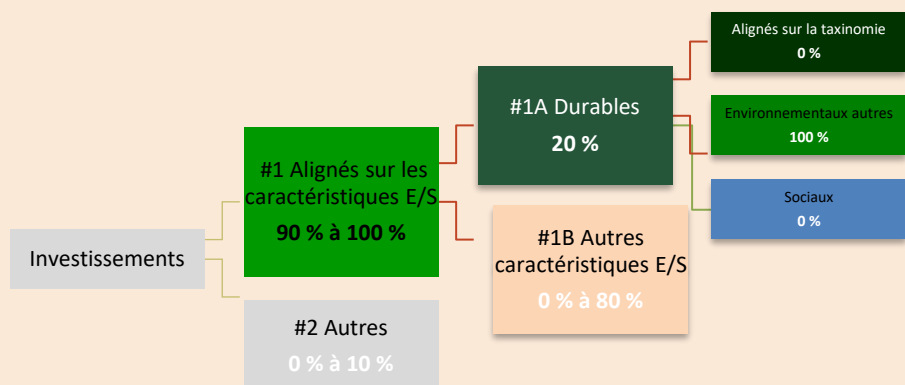 Investissements
#1 Alignés sur les
caractéristiques E/S
90 % à 100 %
#2 Autres
0 % à 10 %
#1A Durables
20 %
#1B Autres
caractéristiques E/S
0 % à 80 %
Alignés sur la taxinomie
0 %
Environnementaux autres
100 %
Sociaux
0 %